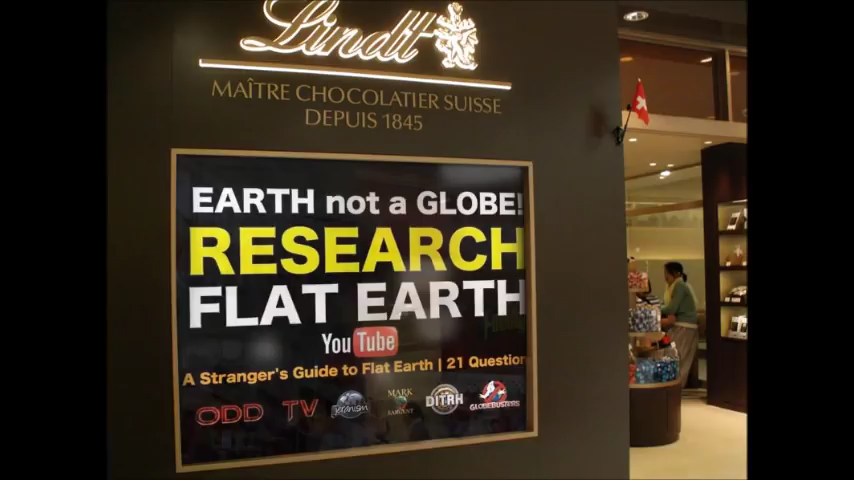 Lindt
MAÎTRE CHOCOLATIER SUISSE
DEPUIS 1845
EARTH not a GLOBE!
RESEARCH
FLAT EARTH
YouTube
A Stranger's Guide to Flat Earth | 21 Question
ODD TV jeranism MARK SARGENT DITRH GLOBEBUSTERS